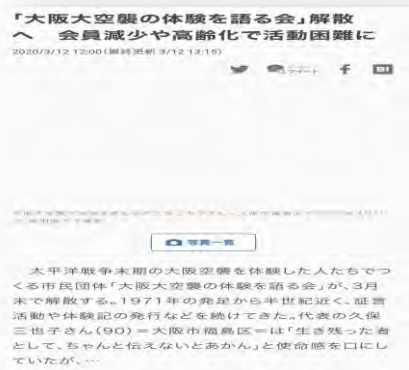 「大阪大空襲の体験を語る会」解散
へ 会員減少や高齢化で活動困難に
2020/3/12 12:00（最終更新 3/12 13:15）
ツイート
写真一覧
太平洋戦争末期の大阪空襲を体験した人たちでつ
くる市民団体「大阪大空襲の体験を語る会」が、3月
末で解散する。1971年の発足から半世紀近く、証言
活動や体験記の発行などを続けてきた。代表の久保
三也子さん（90）＝大阪市福島区＝は「生き残った者
として、ちゃんと伝えないとあかん」と使命感を口にし
ていたが、…